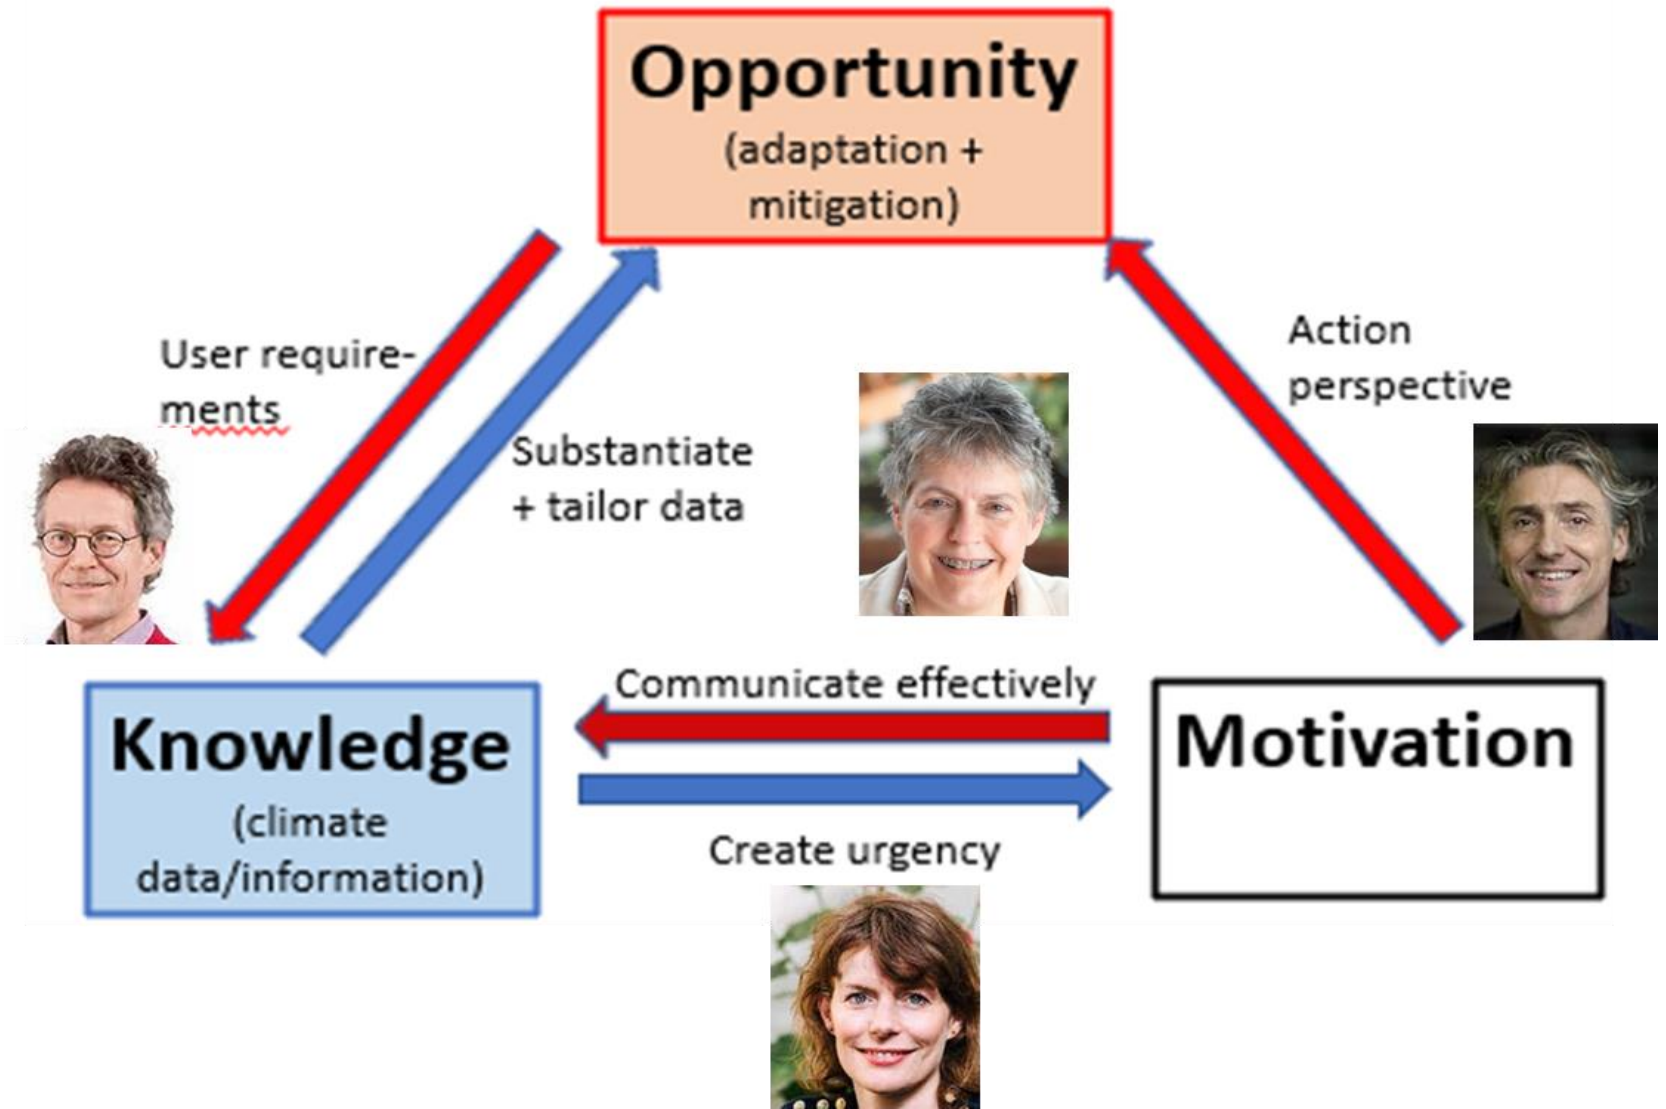 Opportunity
(adaptation +
mitigation)
User require-
ments
Substantiate
+ tailor data
Action
perspective
Communicate effectively
Knowledge
(climate
data/information)
Motivation
Create urgency